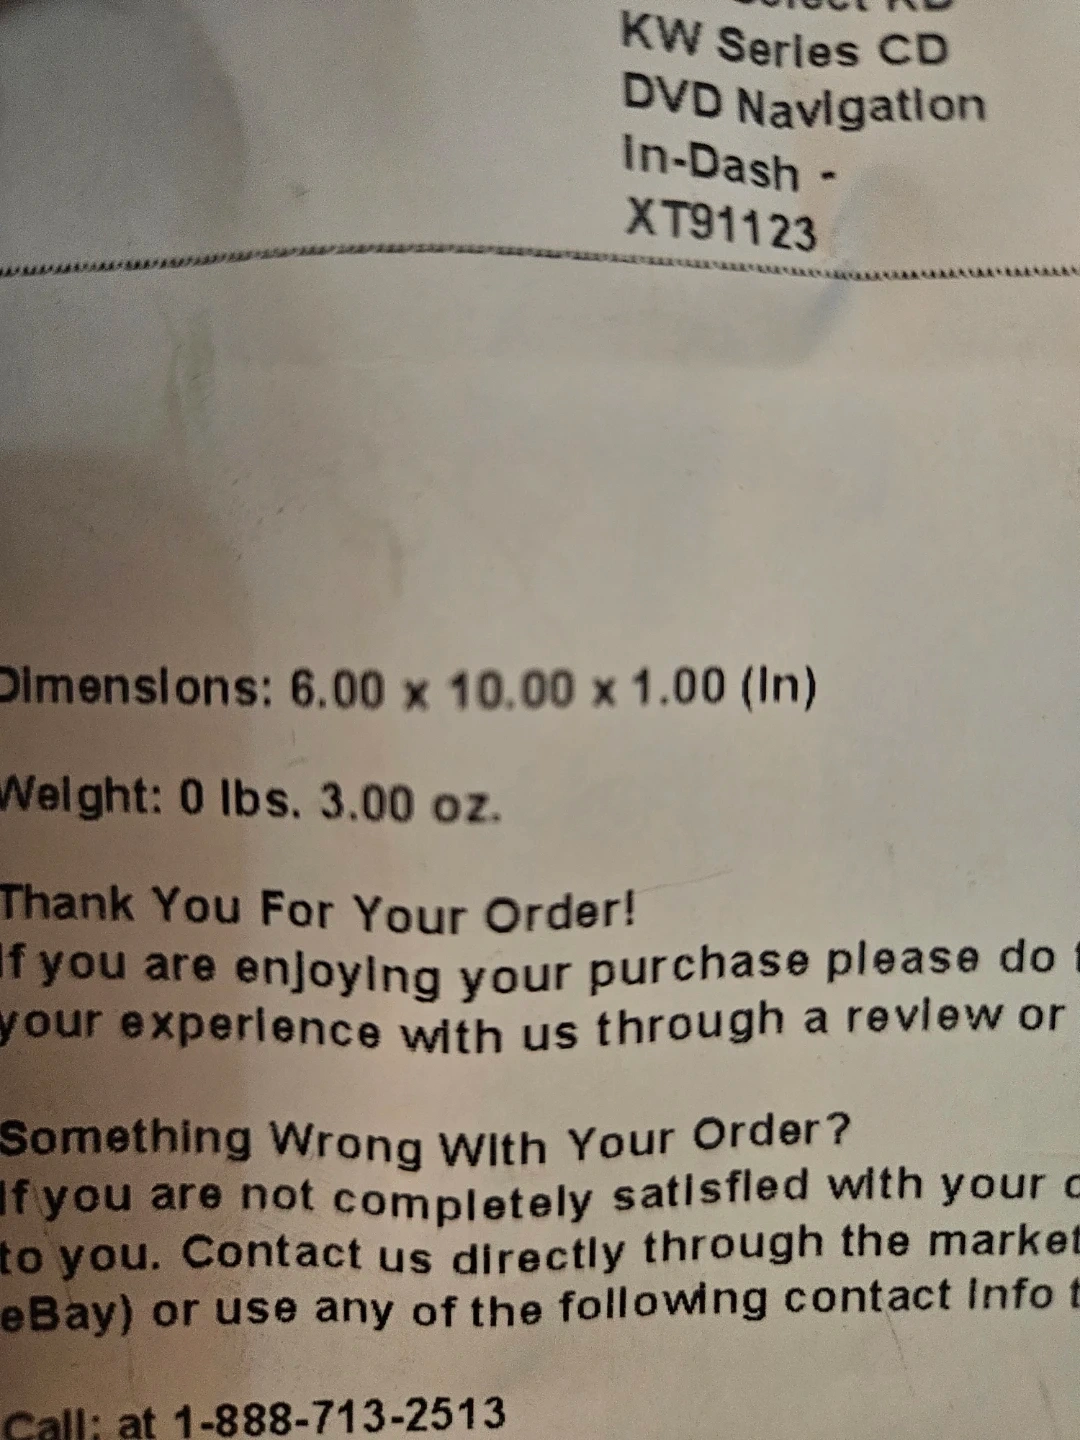 Select KD
KW Series CD
DVD Navigation
In-Dash -
XT91123
Dimensions: 6.00 x 10.00 x 1.00 (in)
Weight: 0 lbs. 3.00 oz.
Thank You For Your Order!
If you are enjoying your purchase please do
your experience with us through a review or
Something Wrong With Your Order?
If you are not completely satisfied with your
to you. Contact us directly through the market
eBay) or use any of the following contact info
Call: at 1-888-713-2513